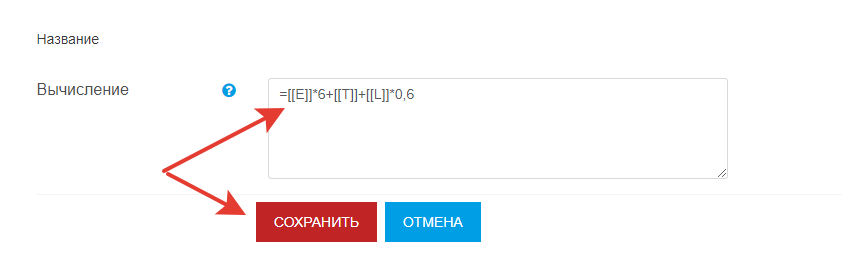 Название
Вычисление
=[[E]]*6+[[T]]+[[L]]*0,6
СОХРАНИТЬ ОТМЕНА